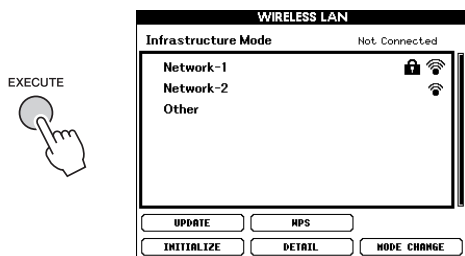 WIRELESS LAN
Infrastructure Mode Not Connected
EXECUTE
Network-1
Network-2
Other
UPDATE WPS
INITIALIZE DETAIL MODE CHANGE